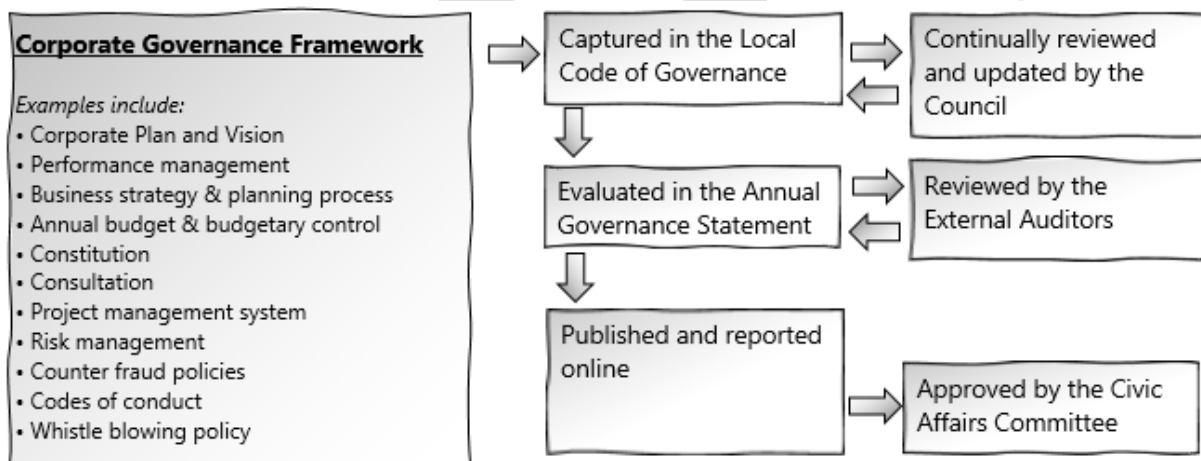 Corporate Governance Framework
Examples include:
• Corporate Plan and Vision
• Performance management
• Business strategy & planning process
• Annual budget & budgetary control
• Constitution
• Consultation
• Project management system
• Risk management
• Counter fraud policies
• Codes of conduct
• Whistle blowing policy
Captured in the Local
Code of Governance
Continually reviewed
and updated by the
Council
Evaluated in the Annual
Governance Statement
Reviewed by the
External Auditors
Published and reported
online
Approved by the Civic
Affairs Committee